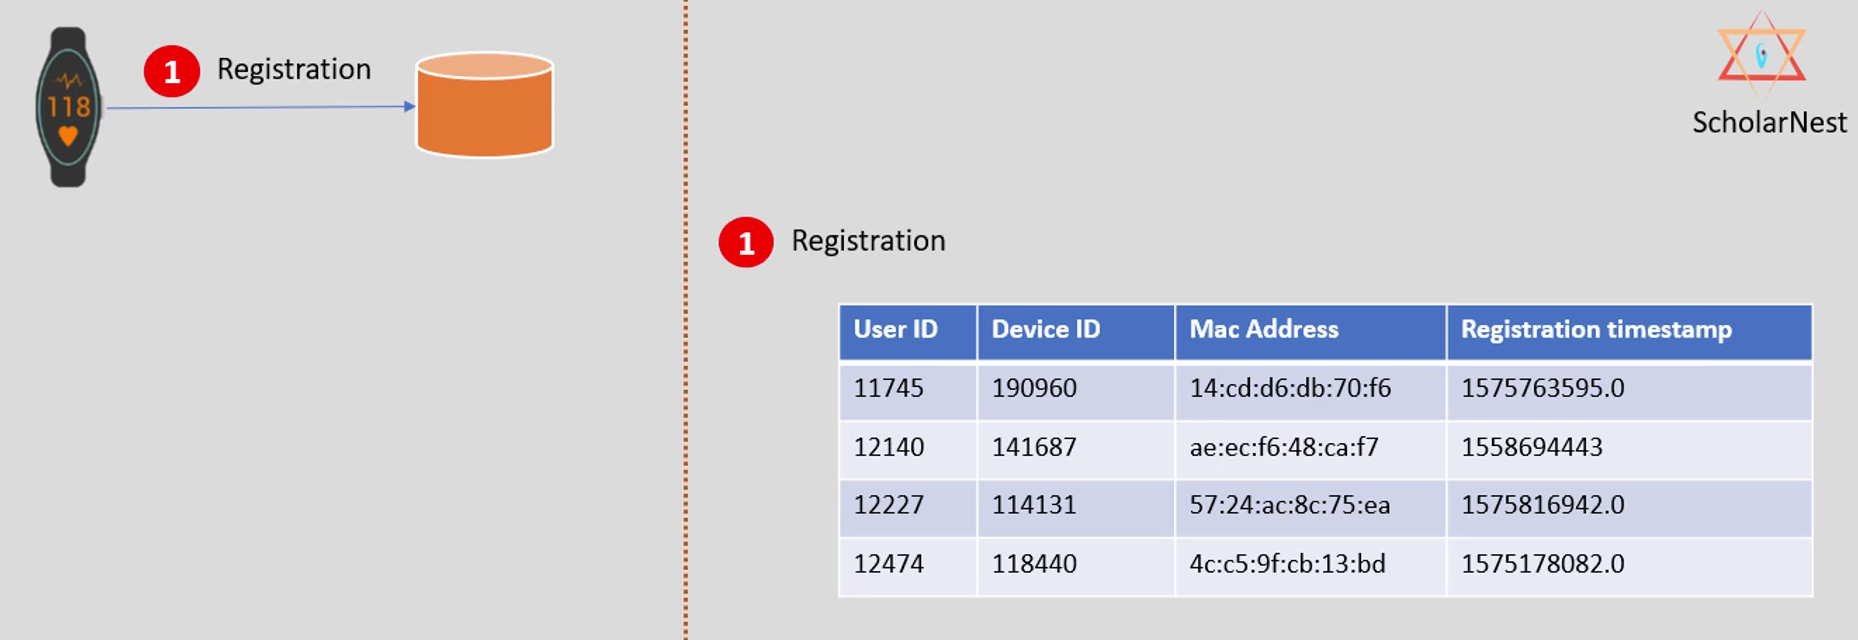 118
1 Registration
ScholarNest
1 Registration
User ID Device ID Mac Address Registration timestamp
11745 190960 14:cd:d6:db:70:f6 1575763595.0
12140 141687 ae:ec:f6:48:ca:f7 1558694443
12227 114131 57:24:ac:8c:75:ea 1575816942.0
12474 118440 4c:c5:9f:cb:13:bd 1575178082.0